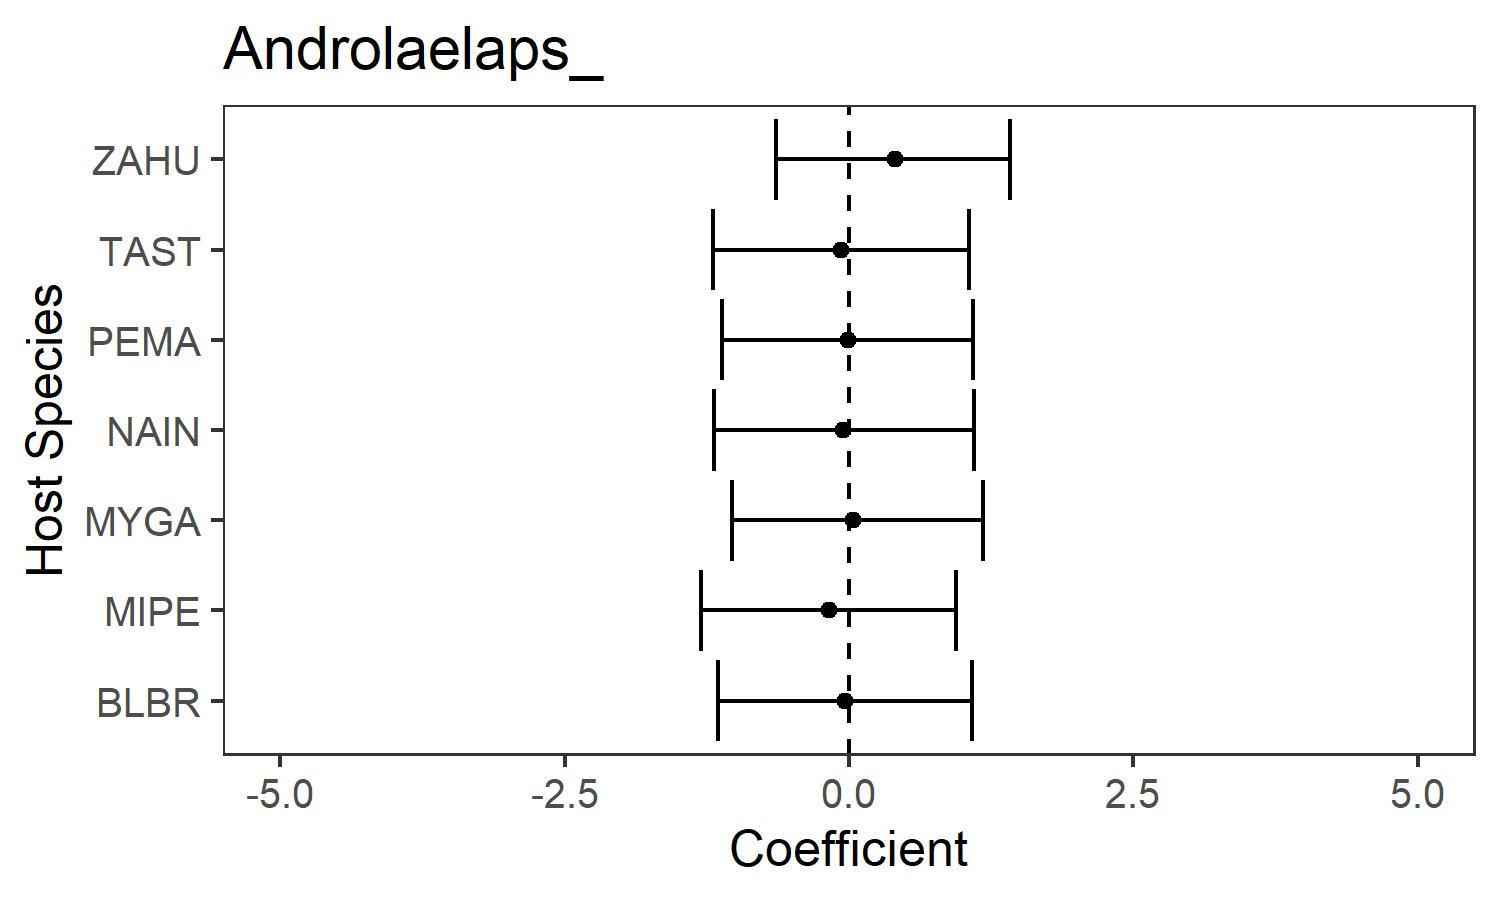 Androlaelaps_
Host Species
ZAHU
TAST
PEMA
NAIN
MYGA
MIPE
BLBR
-5.0 -2.5 0.0 2.5 5.0
Coefficient